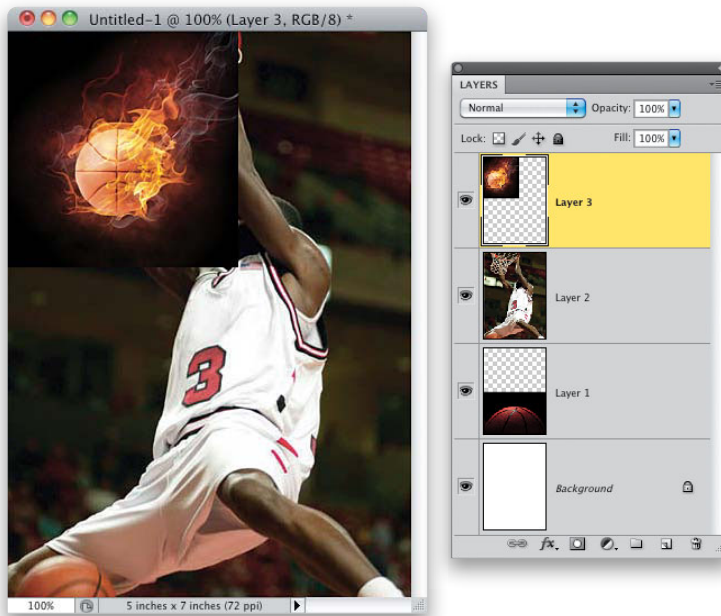 Untitled-1 @ 100% (Layer 3, RGB/8) *
3
100% 5 inches x 7 inches (72 ppi)
LAYERS
Normal Opacity: 100%
Lock: Fill: 100%
Layer 3
Layer 2
Layer 1
Background
fx